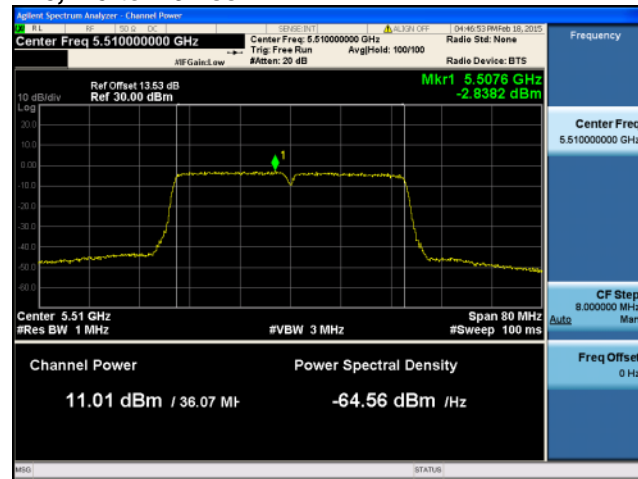 Agilent Spectrum Analyzer - Channel Power
RL RF 50 Ω DC SENSE:INT ALIGN OFF 04:46:53 PM Feb 18, 2015
Center Freq 5.510000000 GHz
Center Freq: 5.510000000 GHz
Radio Std: None
Trig: Free Run Avg|Hold: 100/100
#IFGain:Low #Atten: 20 dB Radio Device: BTS
Frequency
Ref Offset 13.53 dB
Mkr1 5.5076 GHz
10 dB/div Ref 30.00 dBm
-2.8382 dBm
Log
20.0
10.0
0.00
-10.0
-20.0
-30.0
-40.0
-50.0
-60.0
1
Center 5.51 GHz Span 80 MHz
#Res BW 1 MHz #VBW 3 MHz #Sweep 100 ms
Channel Power Power Spectral Density
11.01 dBm / 36.07 MH -64.56 dBm /Hz
Center Freq
5.510000000 GHz
CF Step
8.000000 MHz
Auto Man
Freq Offset
0 Hz
MSG STATUS